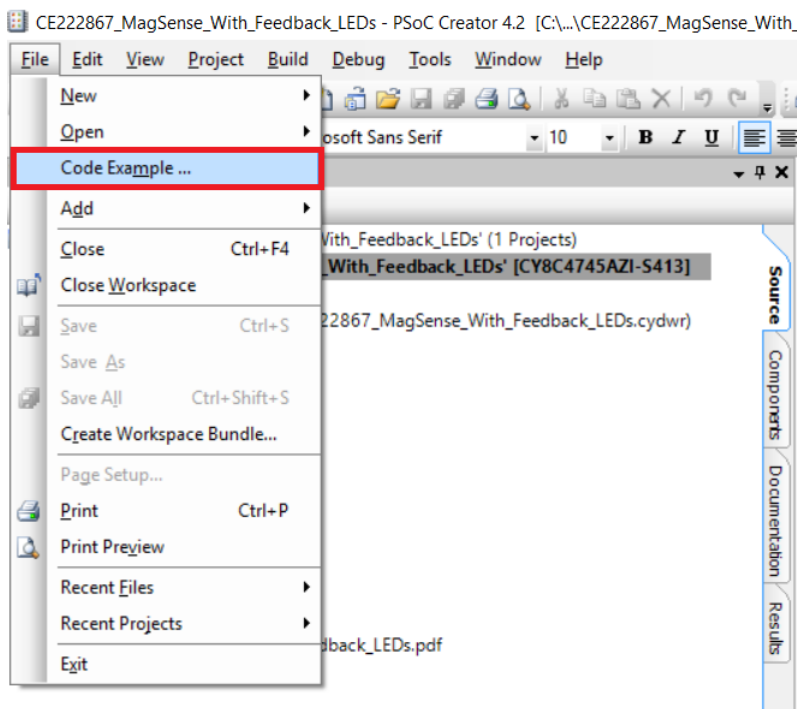 CE222867_MagSense_With_Feedback_LEDs - PSoC Creator 4.2 [C:\...\CE222867_MagSense_With_
File Edit View Project Build Debug Tools Window Help
New
Open
osoft Sans Serif 10 B I U
Code Example ...
Add
Close Ctrl+F4
With_Feedback_LEDs' (1 Projects)
Close Workspace
_With_Feedback_LEDs' [CY8C4745AZI-S413]
Save Ctrl+S
E222867_MagSense_With_Feedback_LEDs.cydwr)
Save As
Save All Ctrl+Shift+S
Create Workspace Bundle...
Page Setup...
Print Ctrl+P
Print Preview
Recent Files
Recent Projects
dback_LEDs.pdf
Exit
Source
Components
Documentation
Results